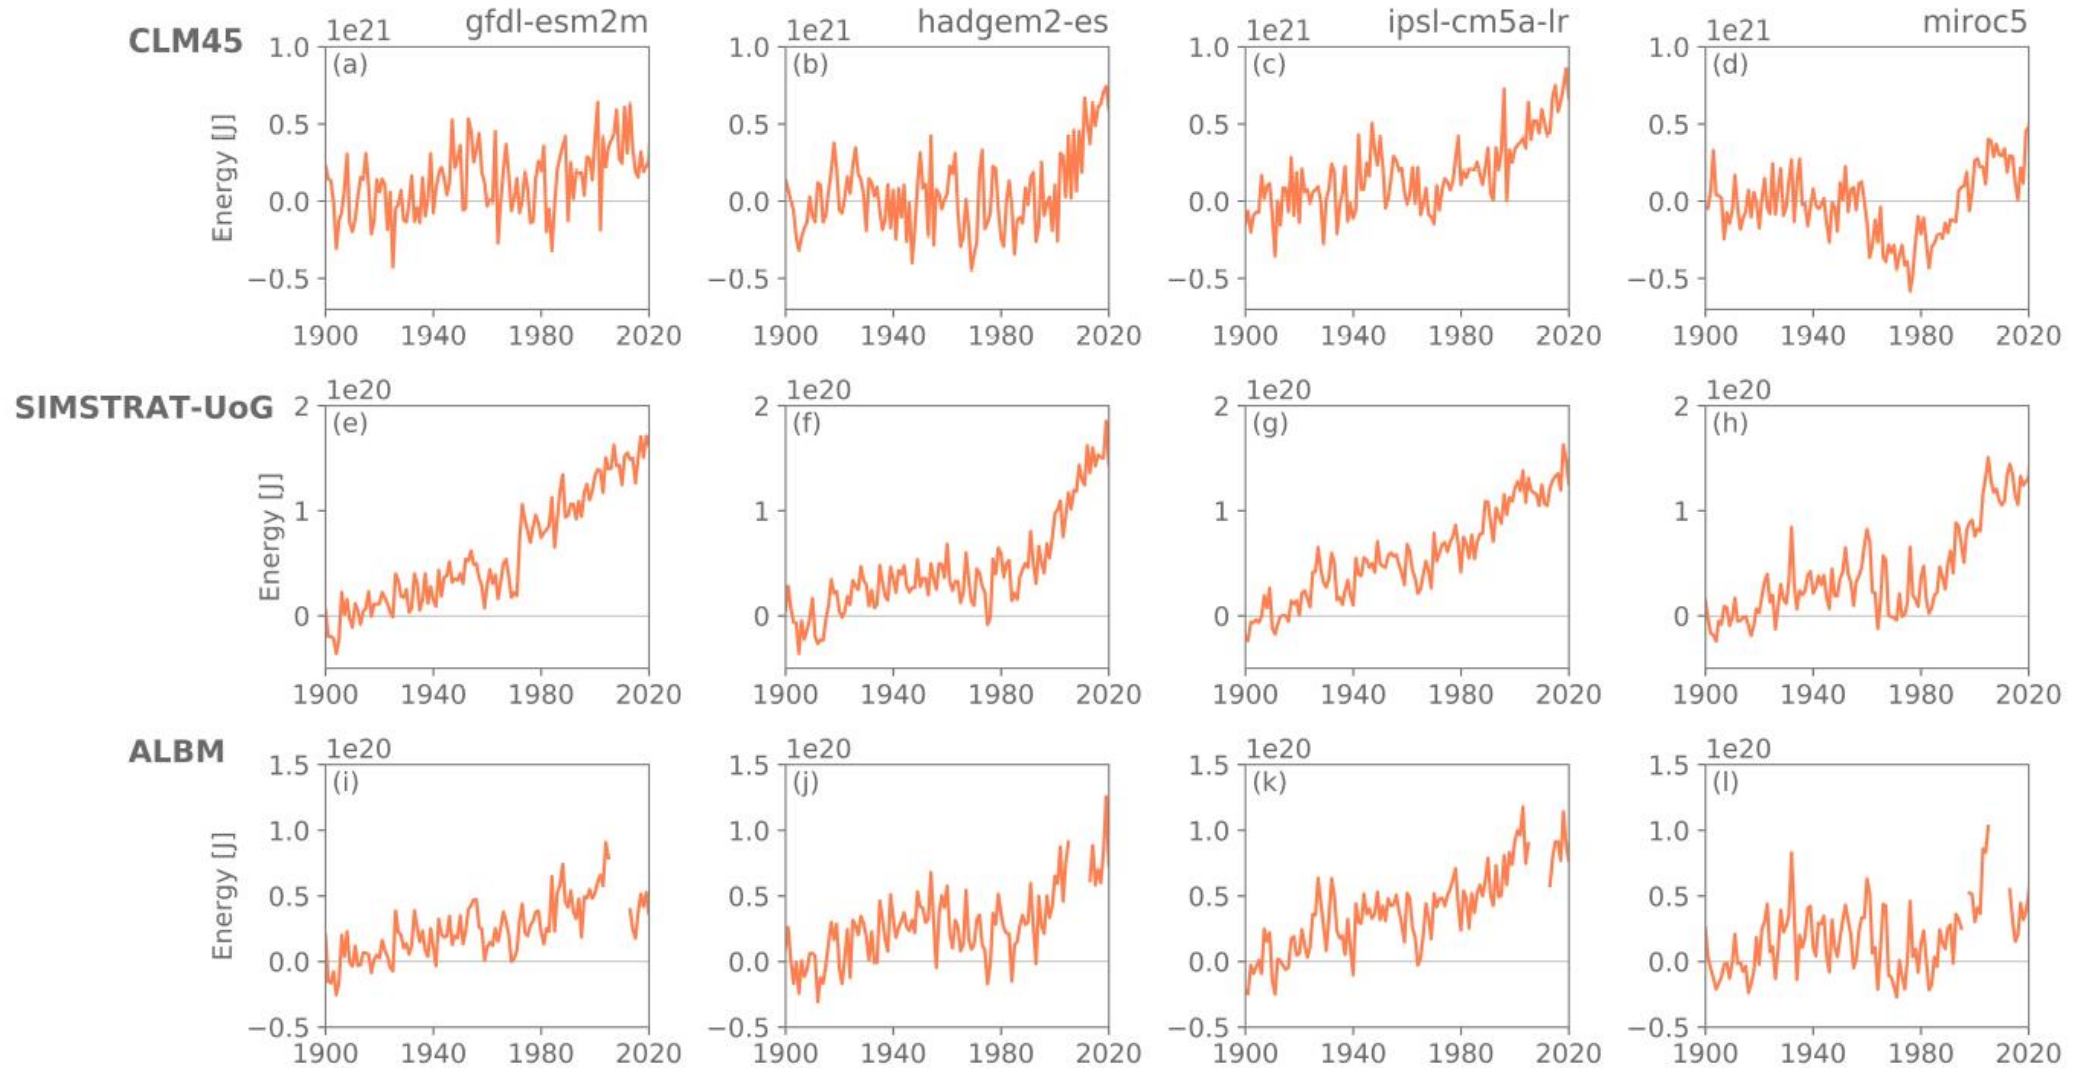 gfdl-esm2m hadgem2-es ipsl-cm5a-lr miroc5
CLM45 1e21 1e21 1e21 1e21
1.0 (a) 1.0 (b) 1.0 (c) 1.0 (d)
0.5 0.5 0.5 0.5
Energy [J]
0.0 0.0 0.0 0.0
−0.5 −0.5 −0.5 −0.5
1900 1940 1980 2020 1900 1940 1980 2020 1900 1940 1980 2020 1900 1940 1980 2020
1e20 1e20 1e20 1e20
SIMSTRAT-UoG 2 (e) 2 (f) 2 (g) 2 (h)
1 1 1 1
Energy [J]
0 0 0 0
1900 1940 1980 2020 1900 1940 1980 2020 1900 1940 1980 2020 1900 1940 1980 2020
ALBM 1e20 1e20 1e20 1e20
1.5 (i) 1.5 (j) 1.5 (k) 1.5 (l)
1.0 1.0 1.0 1.0
Energy [J]
0.5 0.5 0.5 0.5
0.0 0.0 0.0 0.0
−0.5 −0.5 −0.5 −0.5
1900 1940 1980 2020 1900 1940 1980 2020 1900 1940 1980 2020 1900 1940 1980 2020